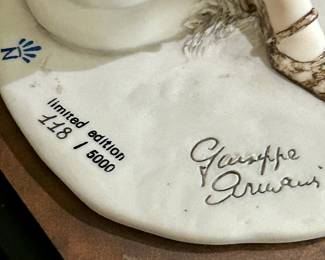 N
limited edition
118 / 5000
Giuseppe
Armani